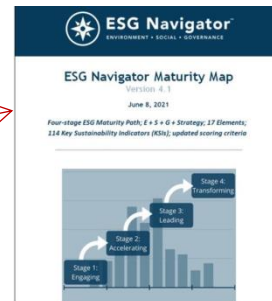 ESG Navigator™
ENVIRONMENT • SOCIAL • GOVERNANCE
ESG Navigator Maturity Map
Version 4.1
June 8, 2021
Four-stage ESG Maturity Path; E + S + G + Strategy; 17 Elements;
114 Key Sustainability Indicators (KSIs); updated scoring criteria
Stage 4:
Transforming
Stage 3:
Leading
Stage 2:
Accelerating
Stage 1:
Engaging